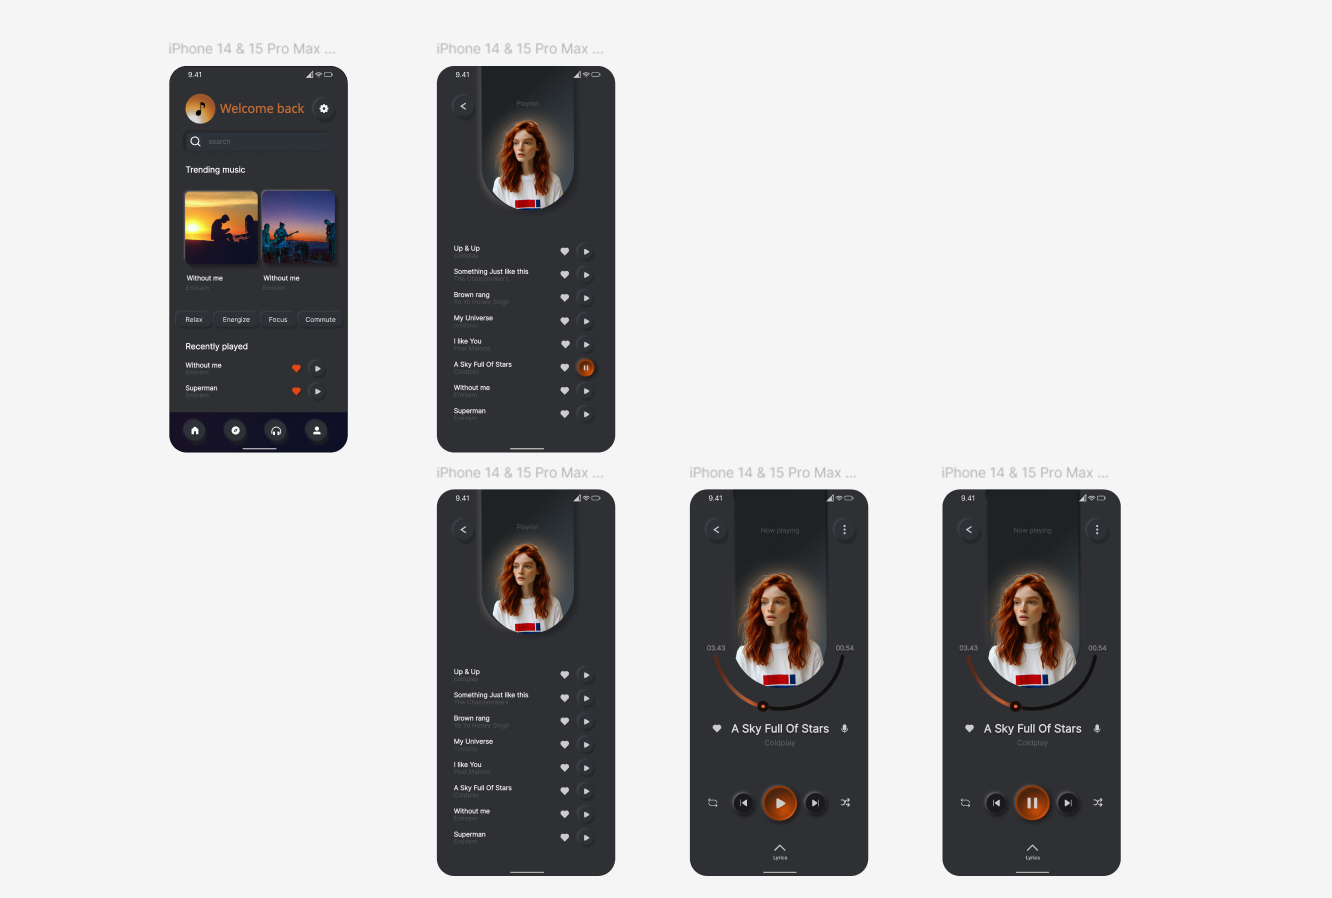 iPhone 14 & 15 Pro Max ...
9.41
Welcome back
search
Trending music
Without me
Eminem
Without me
Eminem
Relax
Energize
Focus
Commute
Recently played
Without me
Eminem
Superman
Eminem
iPhone 14 & 15 Pro Max ...
9.41
Playlist
Up & Up
coldplay
Something Just like this
The Chainsmokers
Brown rang
Yo Yo Honey Singh
My Universe
coldplay
I like You
Post Malone
A Sky Full Of Stars
Coldplay
Without me
Eminem
Superman
Eminem
iPhone 14 & 15 Pro Max ...
9.41
Playlist
Up & Up
coldplay
Something Just like this
The Chainsmokers
Brown rang
Yo Yo Honey Singh
My Universe
coldplay
I like You
Post Malone
A Sky Full Of Stars
Coldplay
Without me
Eminem
Superman
Eminem
iPhone 14 & 15 Pro Max ...
9.41
Now playing
03.43
00.54
A Sky Full Of Stars
Coldplay
Lyrics
iPhone 14 & 15 Pro Max ...
9.41
Now playing
03.43
00.54
A Sky Full Of Stars
Coldplay
Lyrics